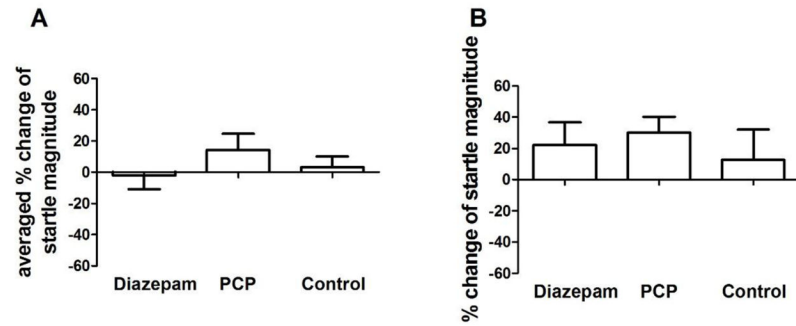 A
averaged % change of
startle magnitude
60
40
20
0
-20
-40
-60
Diazepam
PCP
Control
B
% change of startle magnitude
60
40
20
0
-20
-40
-60
Diazepam
PCP
Control